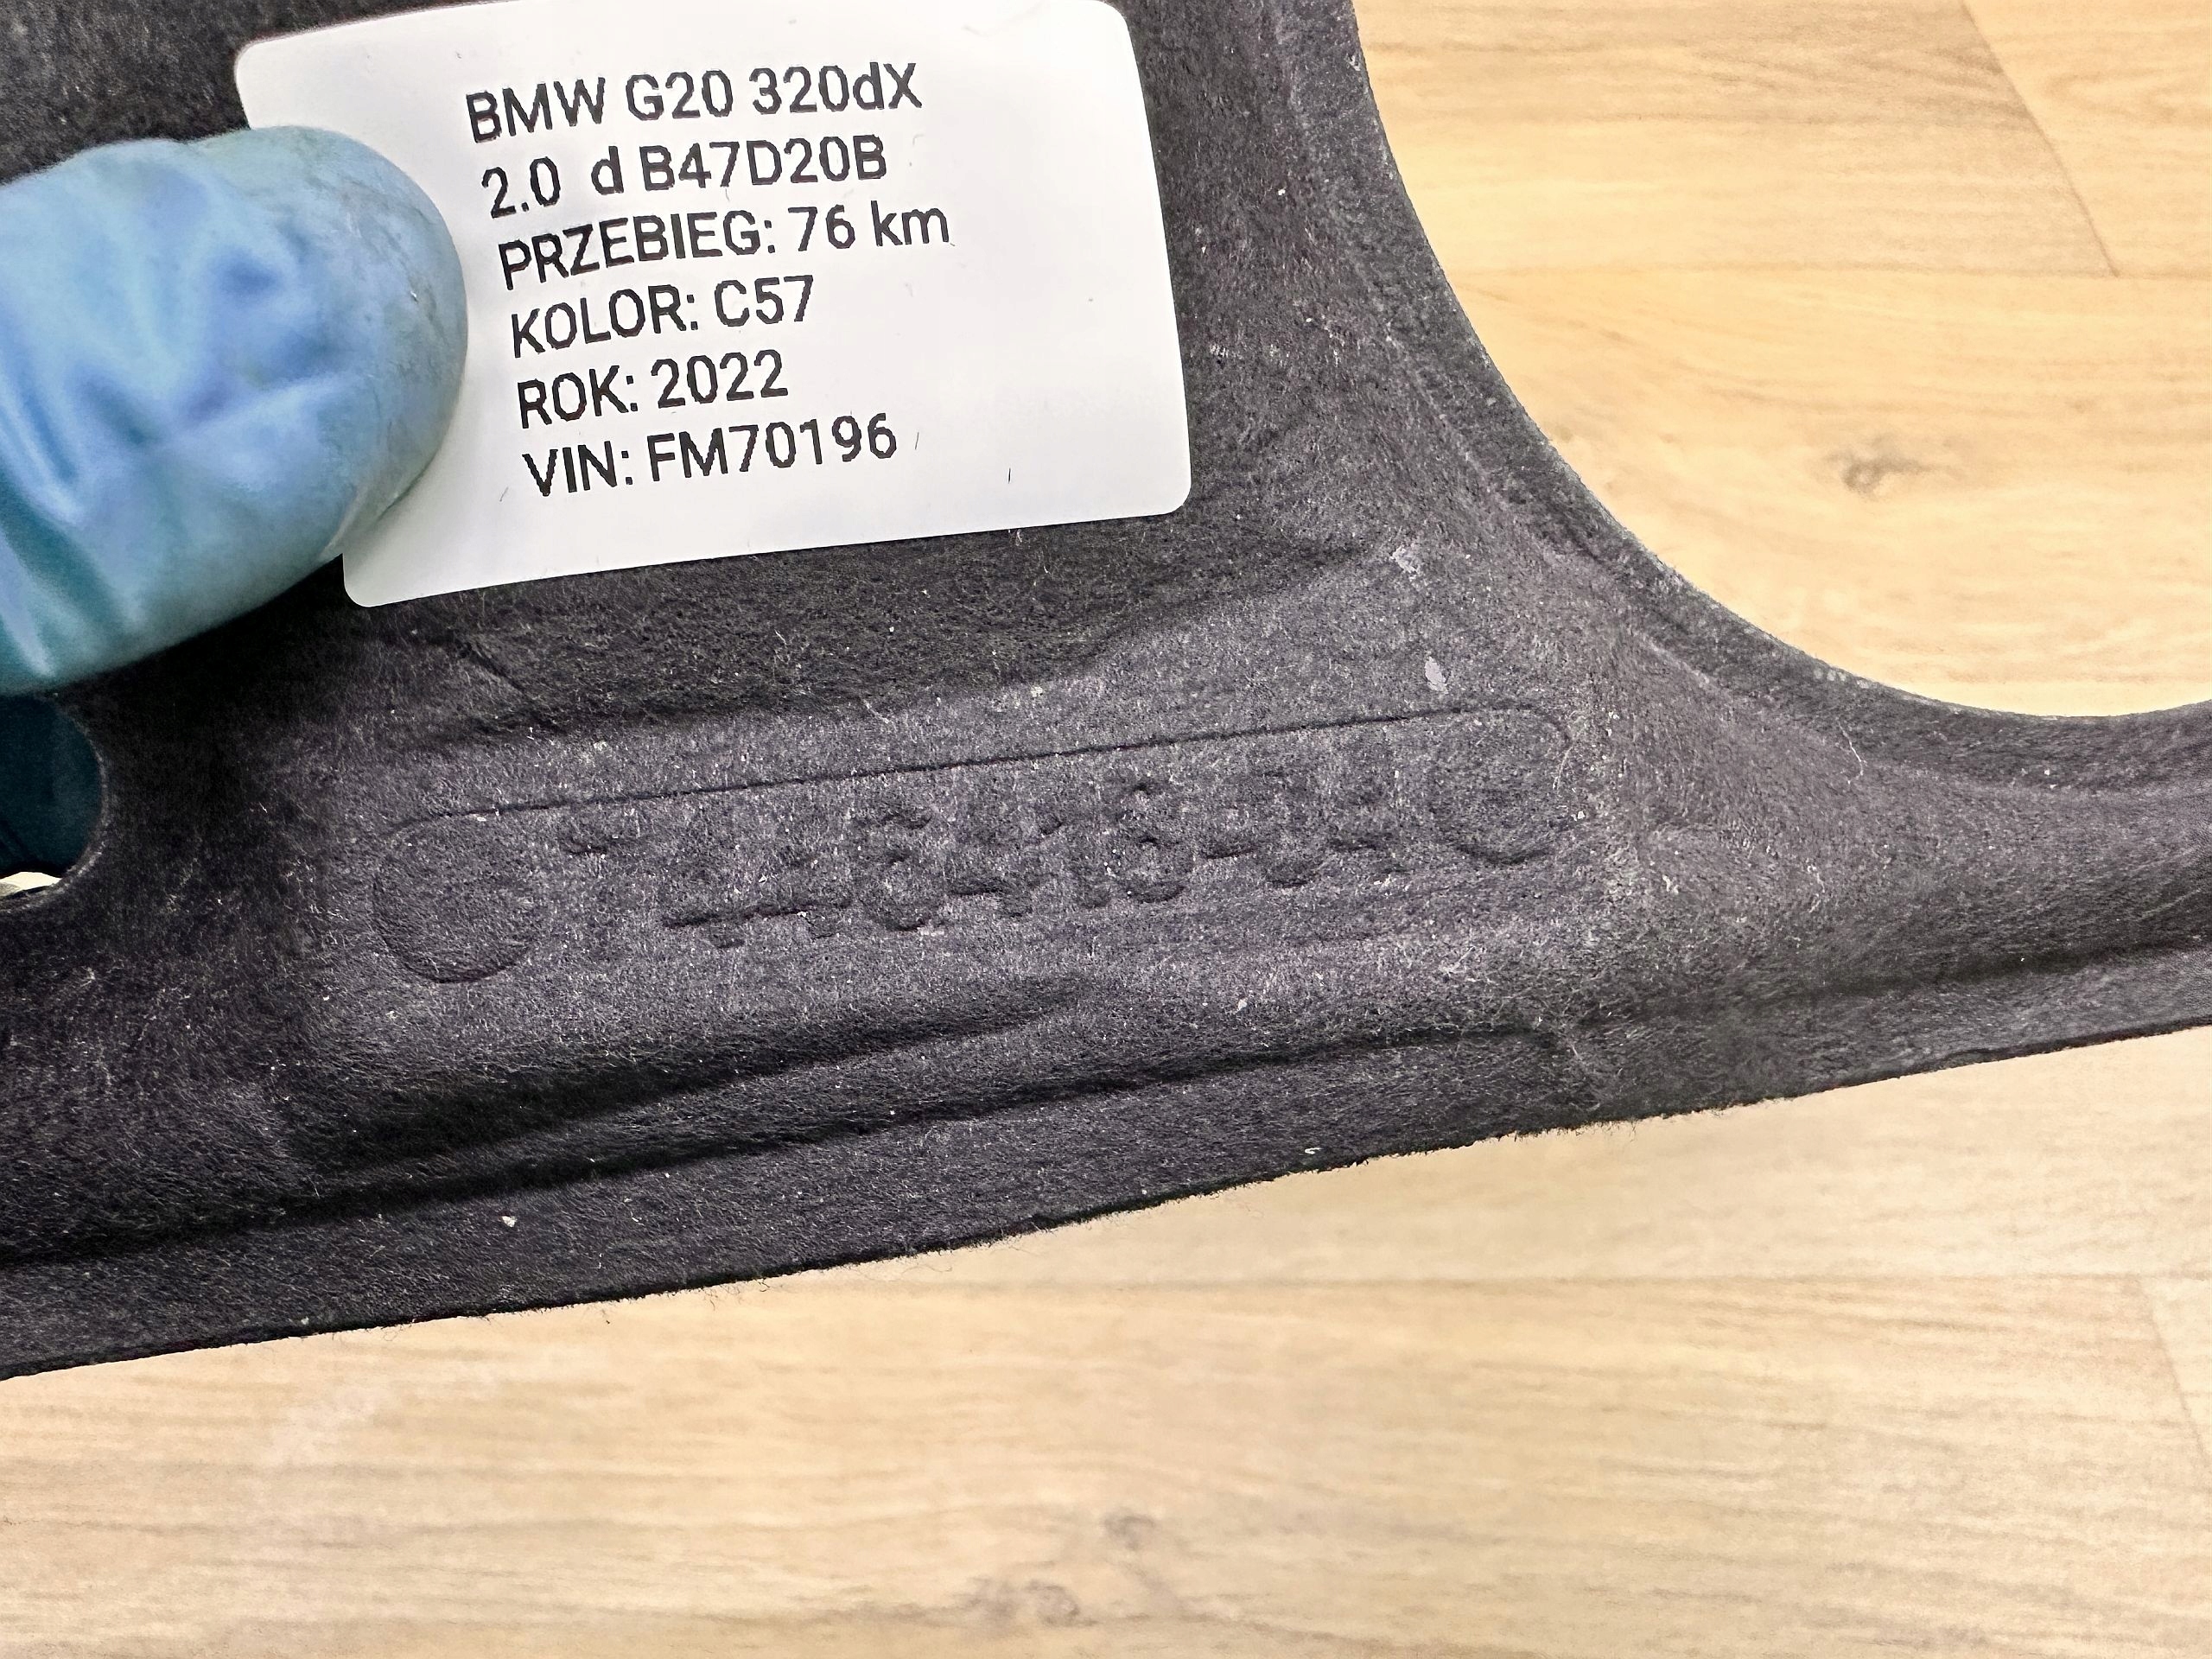 BMW G20 320dX
2.0 d B47D20B
PRZEBIEG: 76 km
KOLOR: C57
ROK: 2022
VIN: FM70196